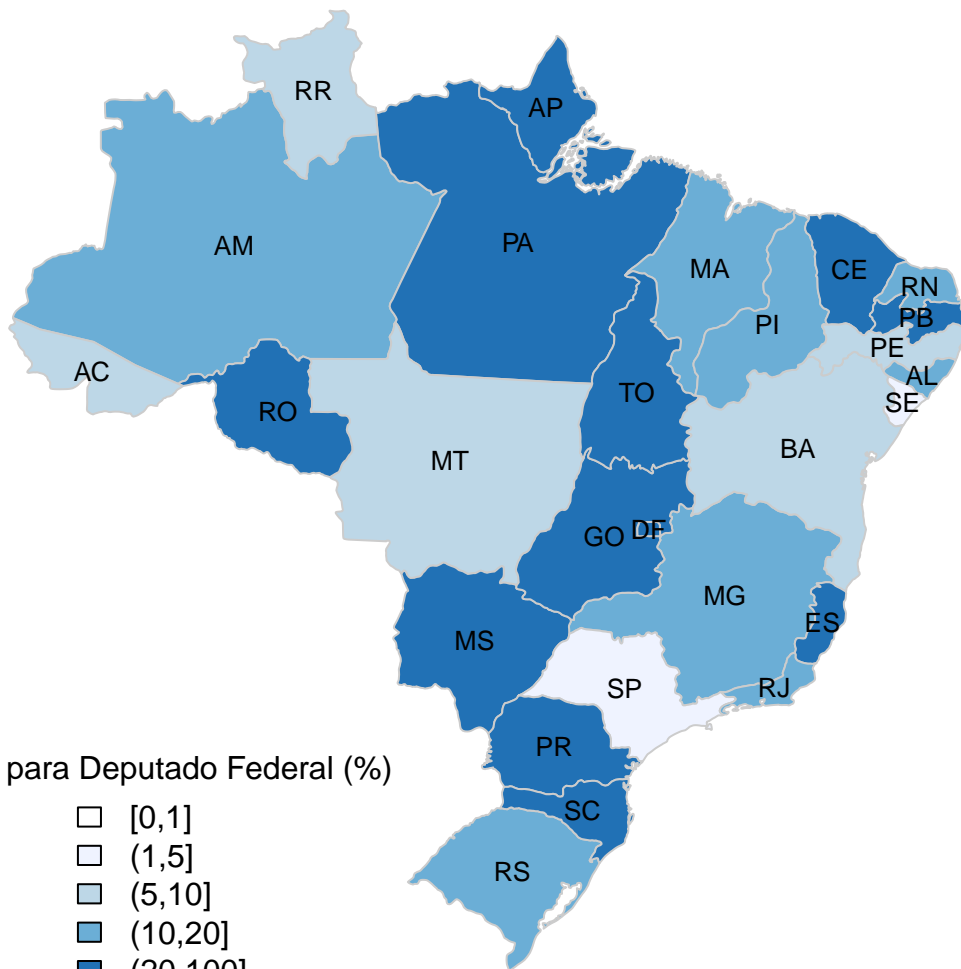 RR
AP
AM
PA
MA
CE
RN
PB
PI
PE
AC
AL
SE
TO
RO
BA
MT
GO
DF
MG
ES
MS
SP
RJ
PR
para Deputado Federal (%)
SC
[0,1]
(1,5]
RS
(5,10]
(10,20]
(20,100]